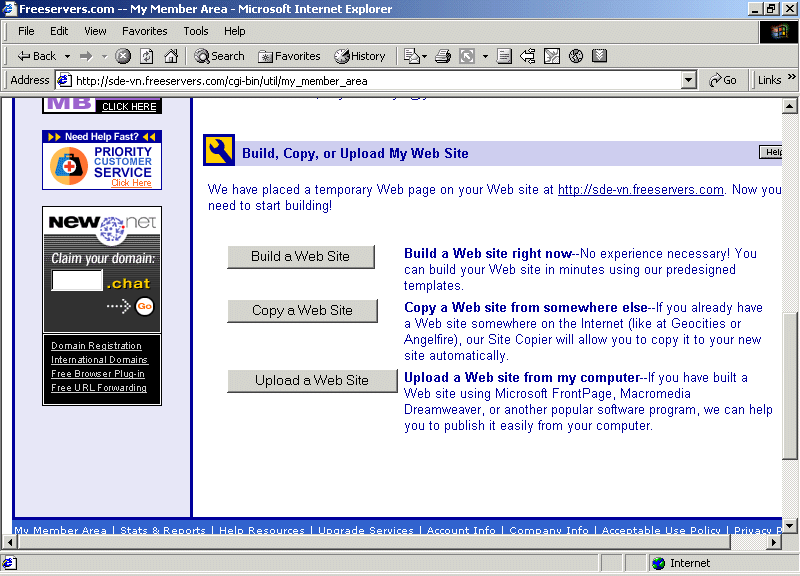 Freeservers.com -- My Member Area - Microsoft Internet Explorer
File Edit View Favorites Tools Help
Back Search Favorites History
Address http://sde-vn.freeservers.com/cgi-bin/util/my_member_area Go Links »
MB CLICK HERE
Need Help Fast?
PRIORITY
CUSTOMER
SERVICE
Click Here
New.net
Claim your domain:
.chat
Go
Domain Registration
International Domains
Free Browser Plug-in
Free URL Forwarding
Build, Copy, or Upload My Web Site
Help
We have placed a temporary Web page on your Web site at http://sde-vn.freeservers.com. Now you
need to start building!
Build a Web Site
Build a Web site right now--No experience necessary! You
can build your Web site in minutes using our predesigned
templates.
Copy a Web Site
Copy a Web site from somewhere else--If you already have
a Web site somewhere on the Internet (like at Geocities or
Angelfire), our Site Copier will allow you to copy it to your new
site automatically.
Upload a Web Site
Upload a Web site from my computer--If you have built a
Web site using Microsoft FrontPage, Macromedia
Dreamweaver, or another popular software program, we can help
you to publish it easily from your computer.
My Member Area | Stats & Reports | Help Resources | Upgrade Services | Account Info | Company Info | Acceptable Use Policy | Privacy P
Internet